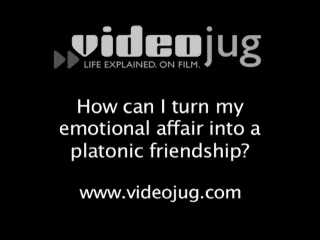 videojug
LIFE EXPLAINED. ON FILM.
How can I turn my
emotional affair into a
platonic friendship?
www.videojug.com